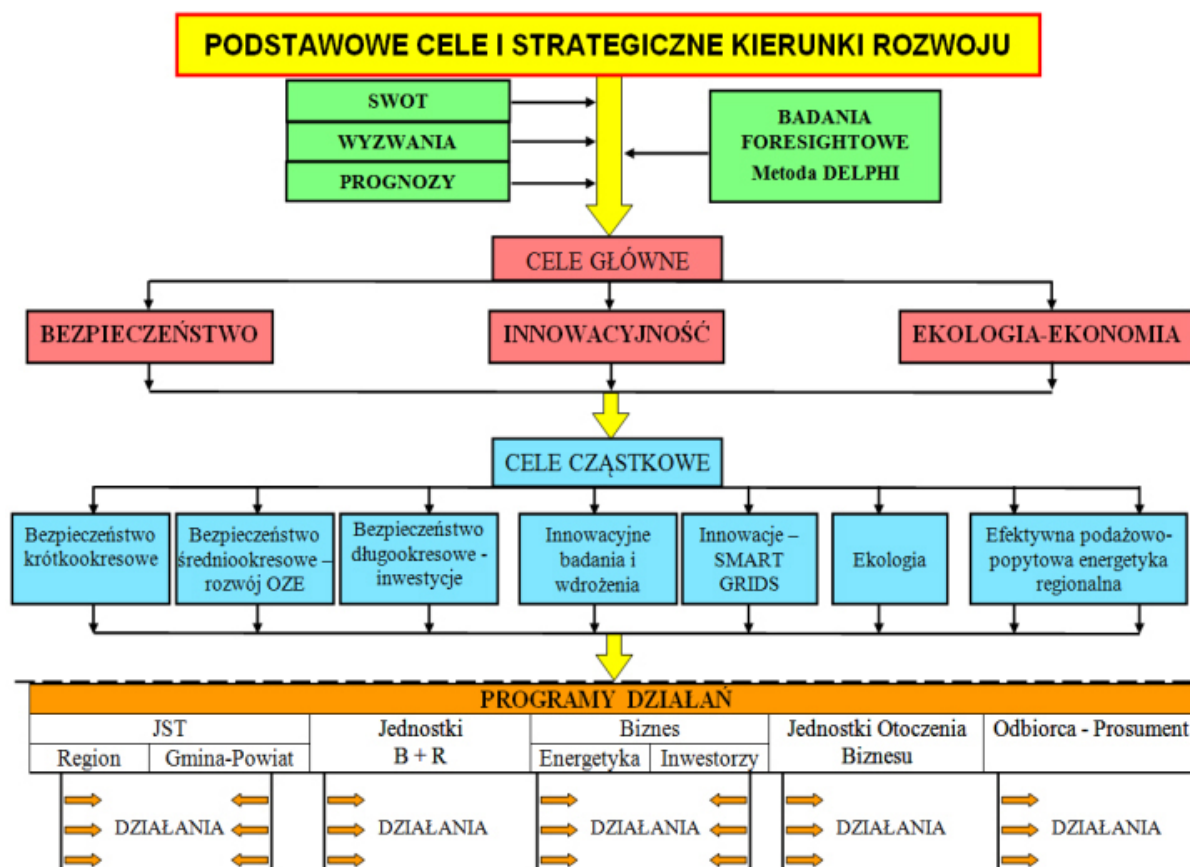 PODSTAWOWE CELE I STRATEGICZNE KIERUNKI ROZWOJU
SWOT
WYZWANIA
PROGNOZY
BADANIA
FORESIGHTOWE
Metoda DELPHI
CELE GŁÓWNE
BEZPIECZEŃSTWO
INNOWACYJNOŚĆ
EKOLOGIA-EKONOMIA
CELE CZĄSTKOWE
Bezpieczeństwo
krótkookresowe
Bezpieczeństwo
średniookresowe –
rozwój OZE
Bezpieczeństwo
długookresowe -
inwestycje
Innowacyjne
badania i
wdrożenia
Innowacje –
SMART
GRIDS
Ekologia
Efektywna podażowo-
popytowa energetyka
regionalna
PROGRAMY DZIAŁAŃ
JST
Region
Gmina-Powiat
Jednostki
B + R
Biznes
Energetyka
Inwestorzy
Jednostki Otoczenia
Biznesu
Odbiorca - Prosument
DZIAŁANIA
DZIAŁANIA
DZIAŁANIA
DZIAŁANIA
DZIAŁANIA